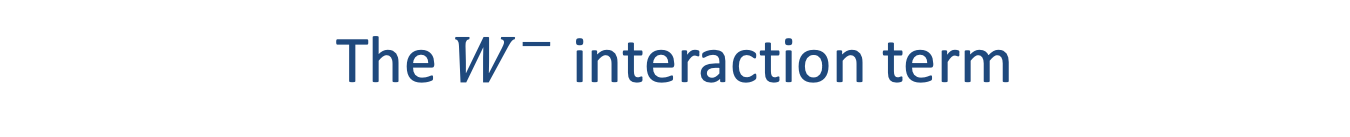 The W⁻ interaction term